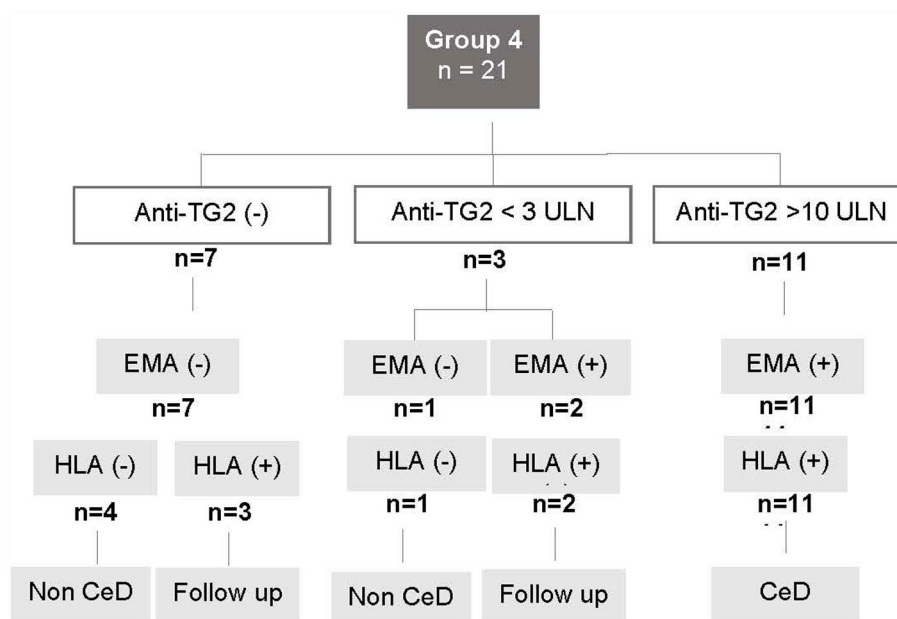 Group 4
n = 21
Anti-TG2 (-)
Anti-TG2 < 3 ULN
Anti-TG2 >10 ULN
n=7
n=3
n=11
EMA (-)
EMA (-)
EMA (+)
EMA (+)
n=7
n=1
n=2
n=11
HLA (-)
HLA (+)
HLA (-)
HLA (+)
HLA (+)
n=4
n=3
n=1
n=2
n=11
Non CeD
Follow up
Non CeD
Follow up
CeD